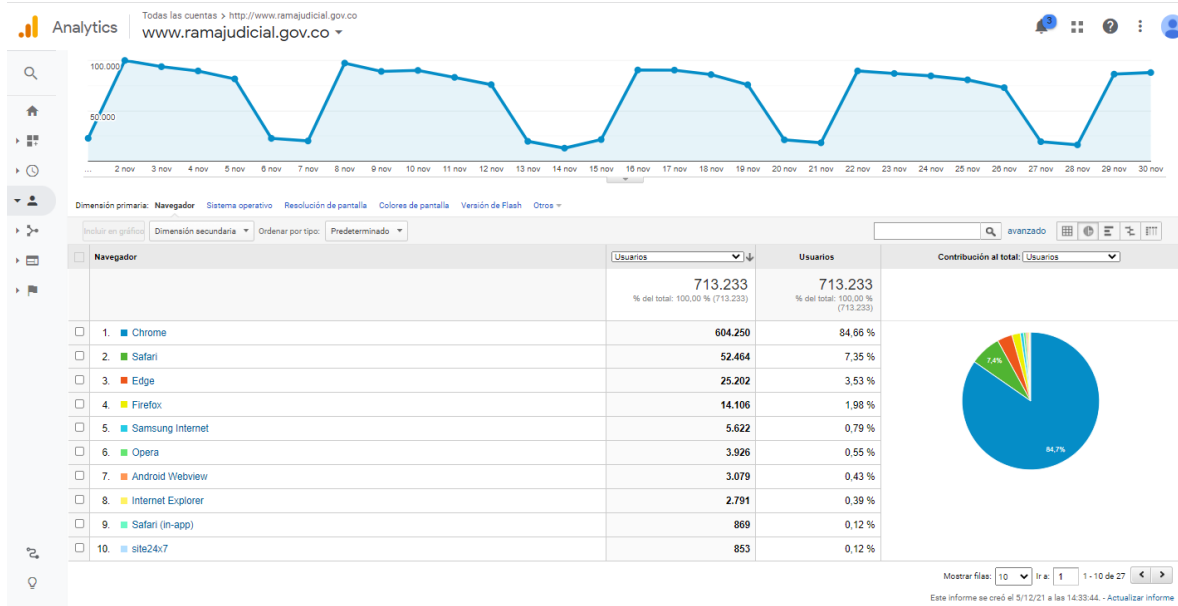 Analytics
Todas las cuentas > http://www.ramajudicial.gov.co
www.ramajudicial.gov.co
3
100.000
50.000
... 2 nov 3 nov 4 nov 5 nov 6 nov 7 nov 8 nov 9 nov 10 nov 11 nov 12 nov 13 nov 14 nov 15 nov 16 nov 17 nov 18 nov 19 nov 20 nov 21 nov 22 nov 23 nov 24 nov 25 nov 26 nov 27 nov 28 nov 29 nov 30 nov
Dimensión primaria: Navegador Sistema operativo Resolución de pantalla Colores de pantalla Versión de Flash Otros
Incluir en gráfico Dimensión secundaria Ordenar por tipo: Predeterminado avanzado
Navegador Usuarios Usuarios Contribución al total: Usuarios
713.233 713.233
% del total: 100,00 % (713.233) % del total: 100,00 %
(713.233)
1. Chrome 604.250 84,66 %
2. Safari 52.464 7,35 %
3. Edge 25.202 3,53 %
4. Firefox 14.106 1,98 %
5. Samsung Internet 5.622 0,79 %
6. Opera 3.926 0,55 %
7. Android Webview 3.079 0,43 %
8. Internet Explorer 2.791 0,39 %
9. Safari (in-app) 869 0,12 %
10. site24x7 853 0,12 %
7,4%
84,7%
Mostrar filas: 10 Ir a: 1 1 - 10 de 27
Este informe se creó el 5/12/21 a las 14:33:44. - Actualizar informe